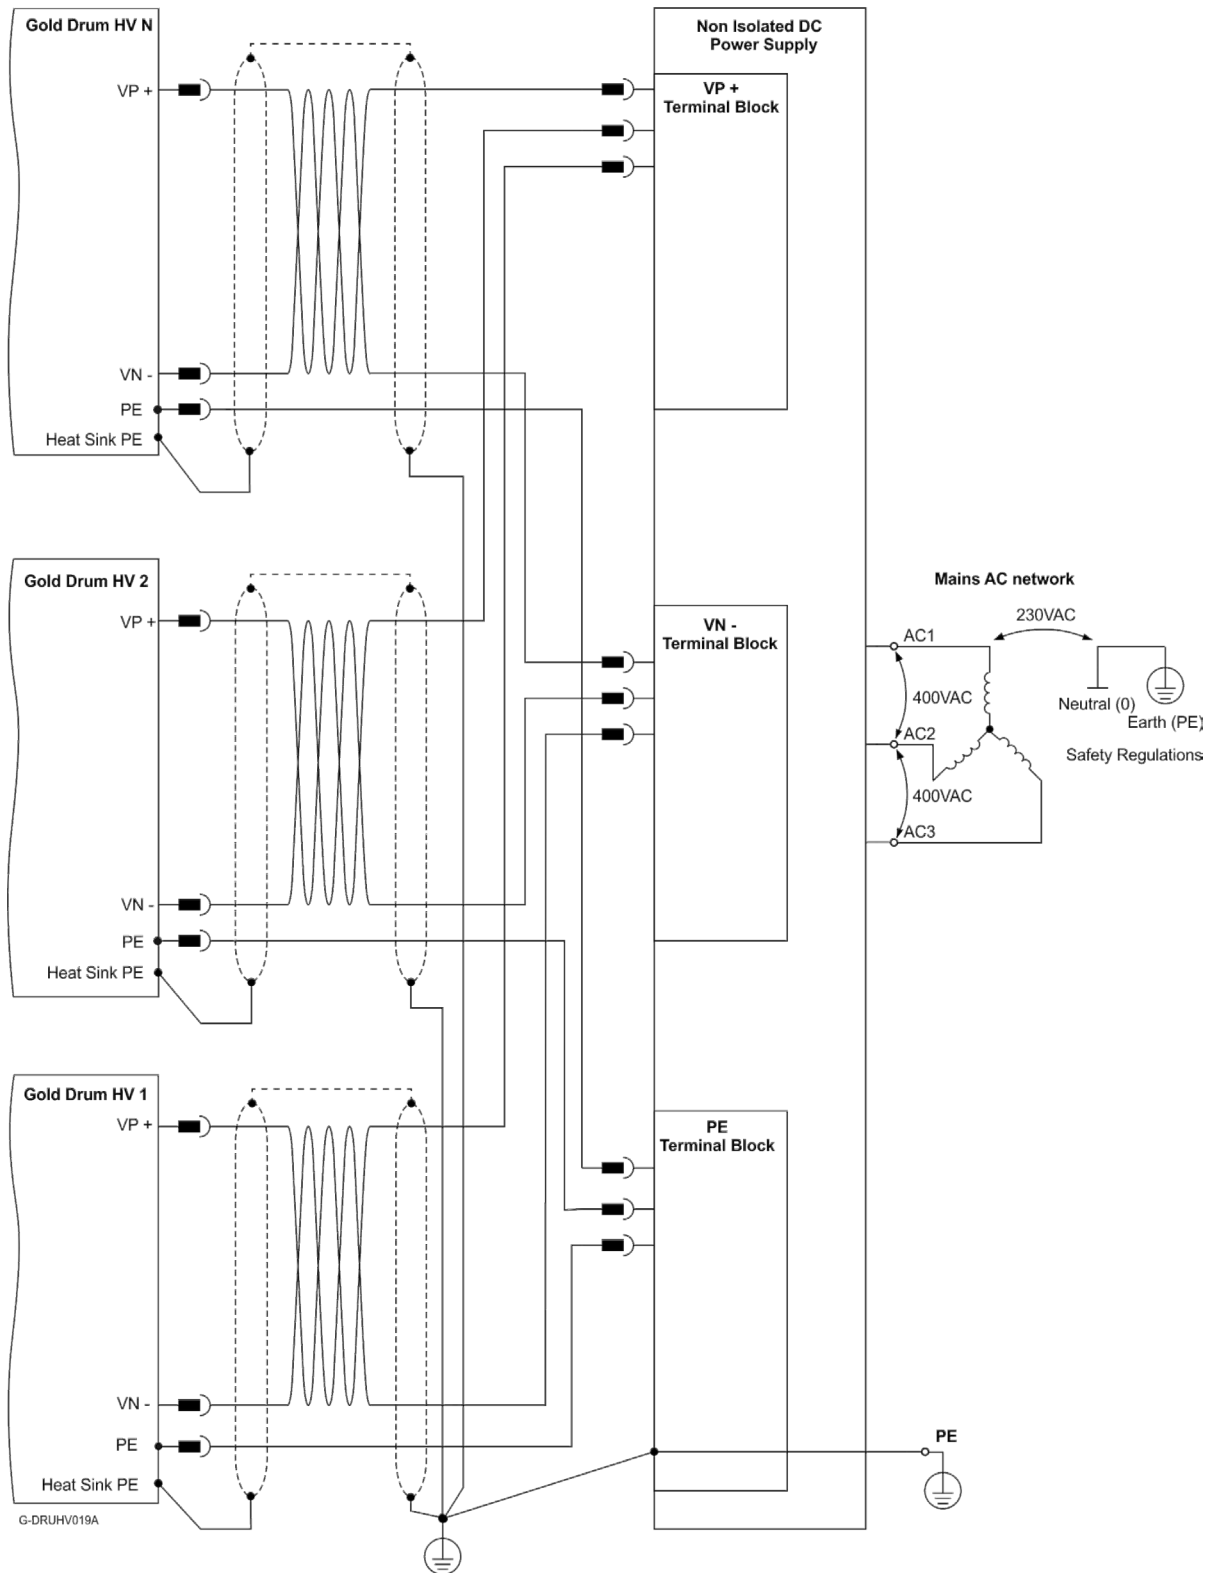 Gold Drum HV N
VP +
VN -
PE
Heat Sink PE
Non Isolated DC
Power Supply
VP +
Terminal Block
Gold Drum HV 2
VP +
VN -
PE
Heat Sink PE
VN -
Terminal Block
Mains AC network
230VAC
AC1
400VAC
Neutral (0)
Earth (PE)
AC2
Safety Regulations
400VAC
AC3
Gold Drum HV 1
VP +
VN -
PE
Heat Sink PE
PE
Terminal Block
PE
G-DRUHV019A